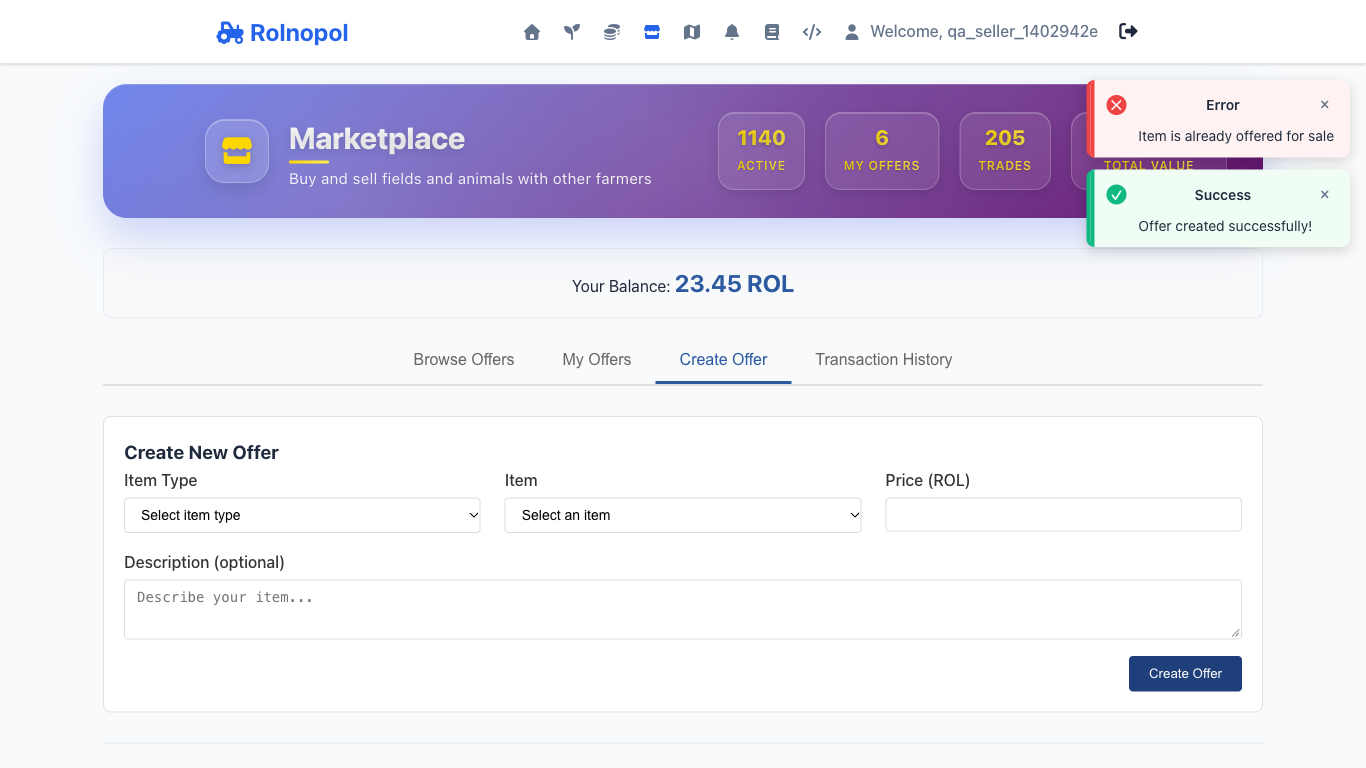 Rolnopol
Welcome, qa_seller_1402942e
Marketplace
Buy and sell fields and animals with other farmers
1140
ACTIVE
6
MY OFFERS
205
TRADES
TOTAL VALUE
Error
×
Item is already offered for sale
Success
×
Offer created successfully!
Your Balance: 23.45 ROL
Browse Offers
My Offers
Create Offer
Transaction History
Create New Offer
Item Type
Item
Price (ROL)
Select item type
Select an item
Description (optional)
Describe your item...
Create Offer